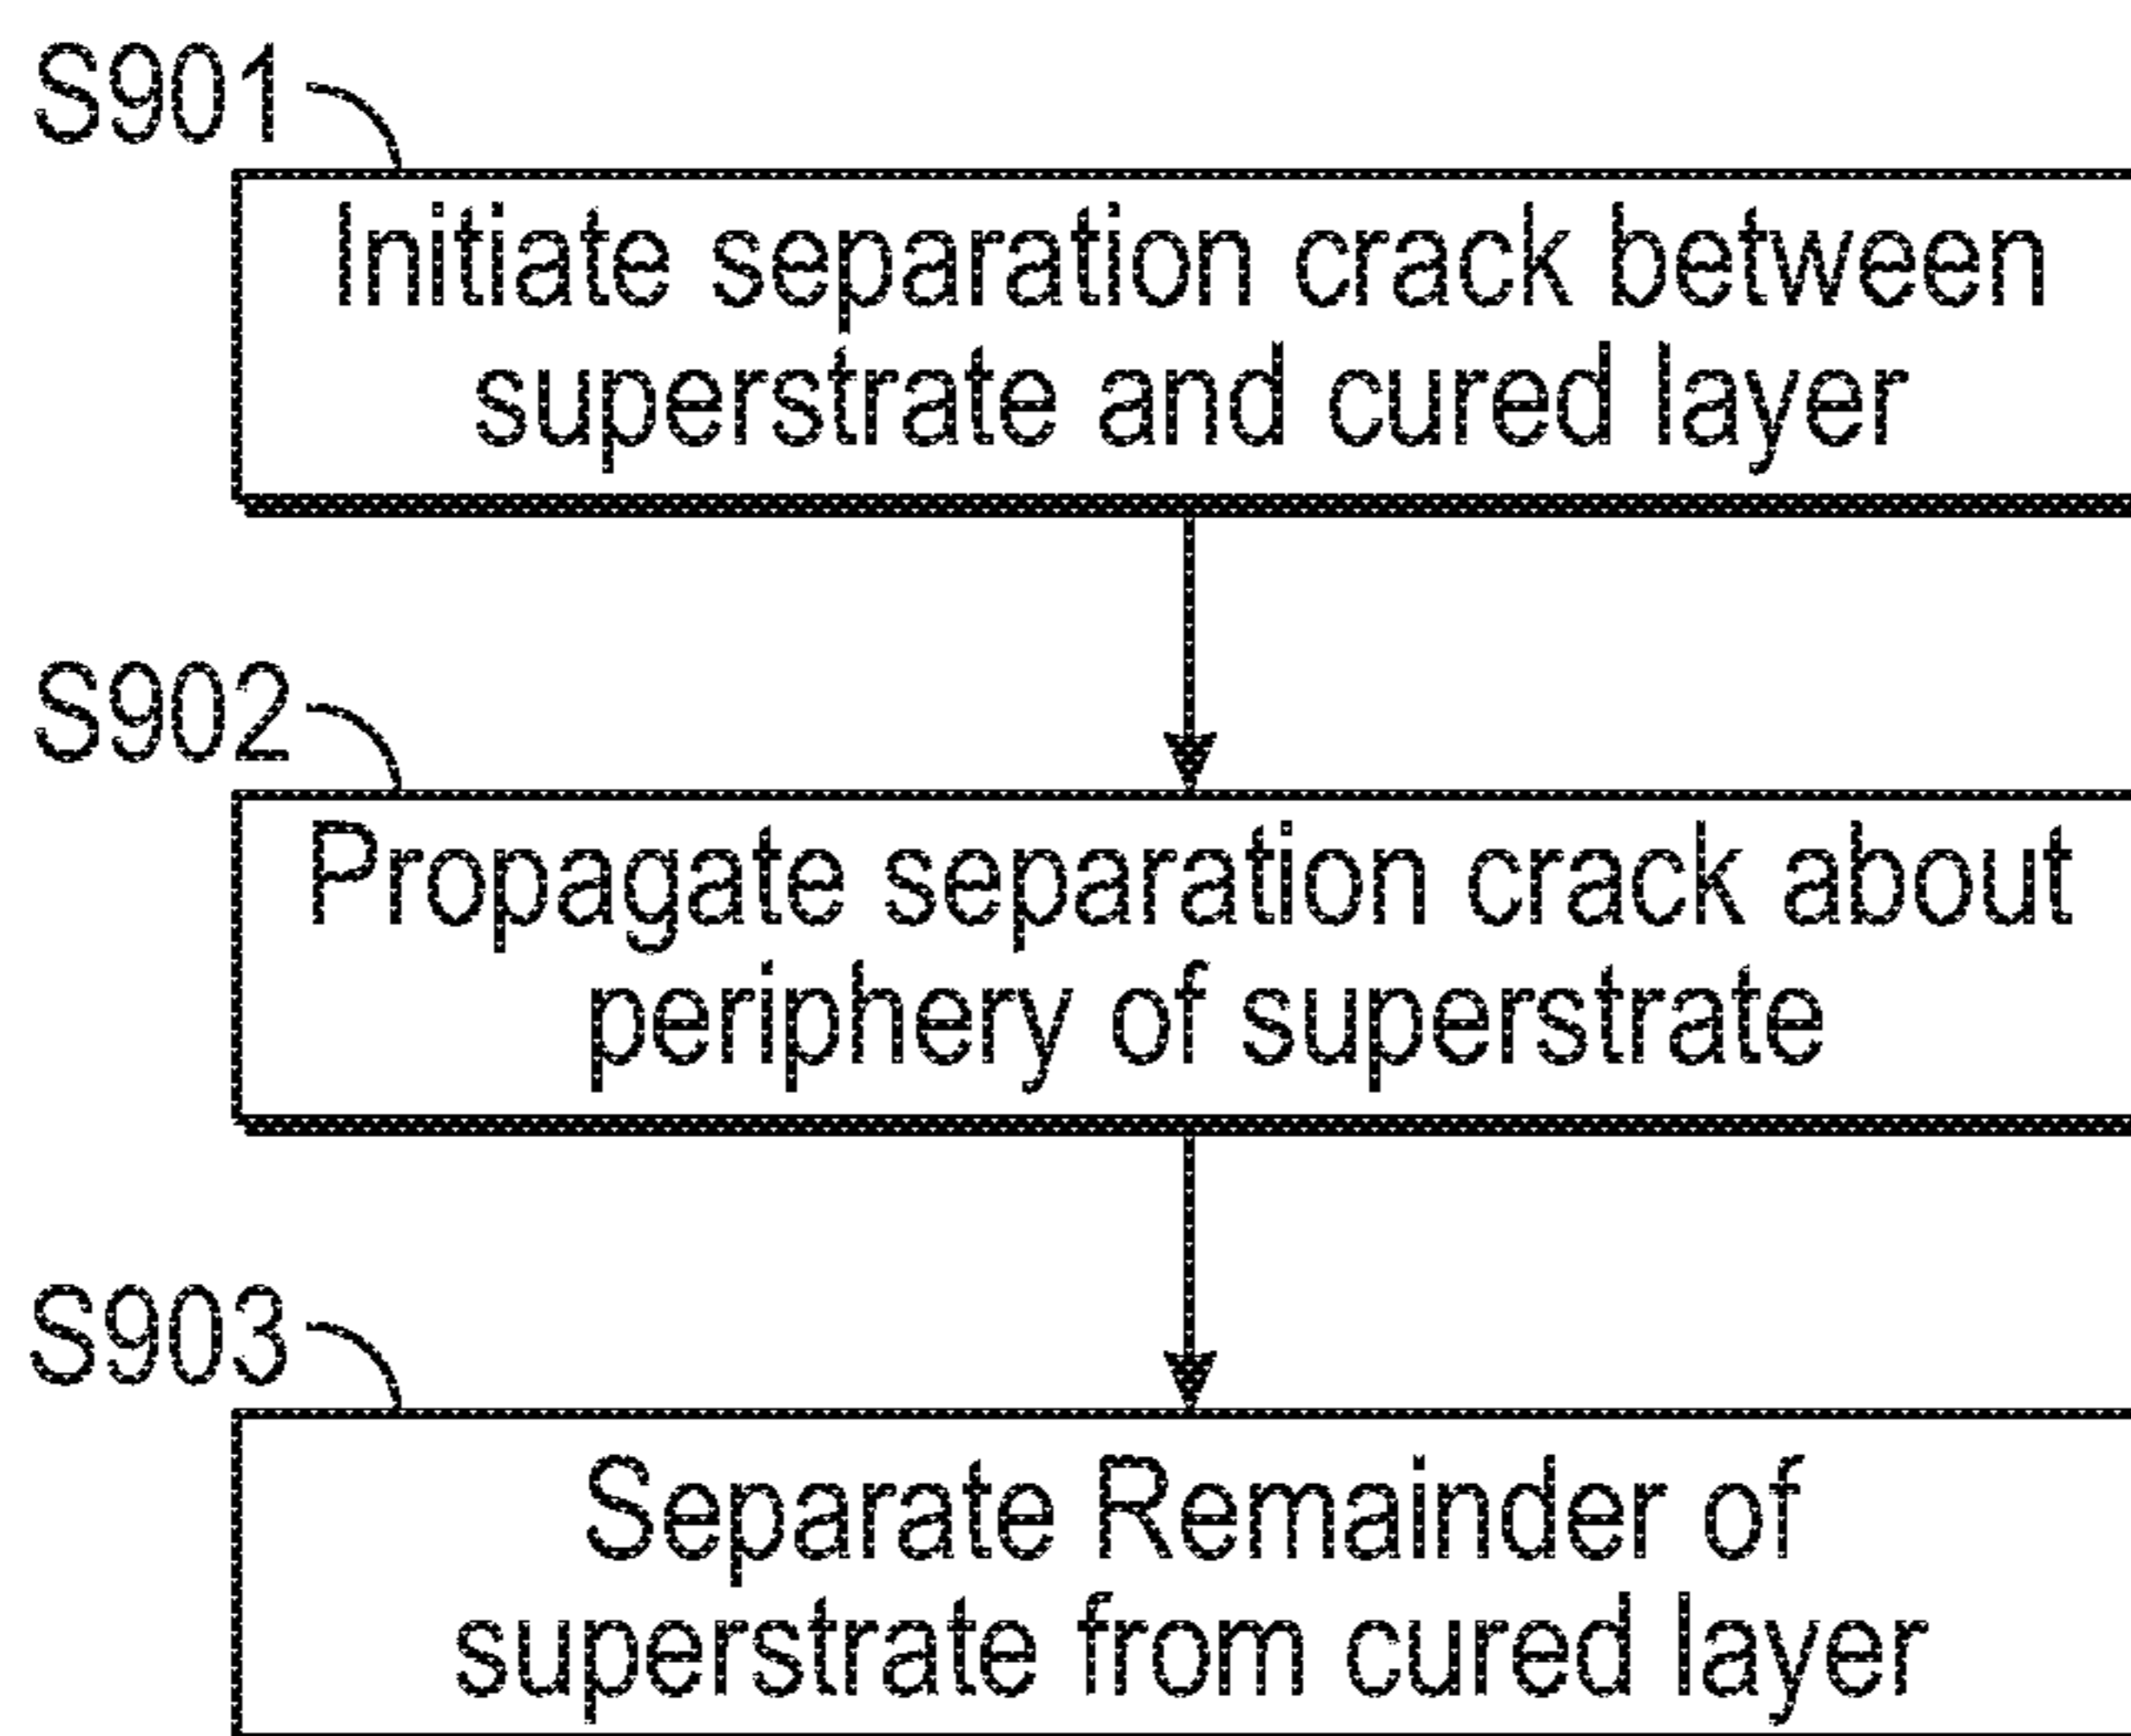 S901
Initiate separation crack between
superstrate and cured layer
S902
Propagate separation crack about
periphery of superstrate
S903
Separate Remainder of
superstrate from cured layer